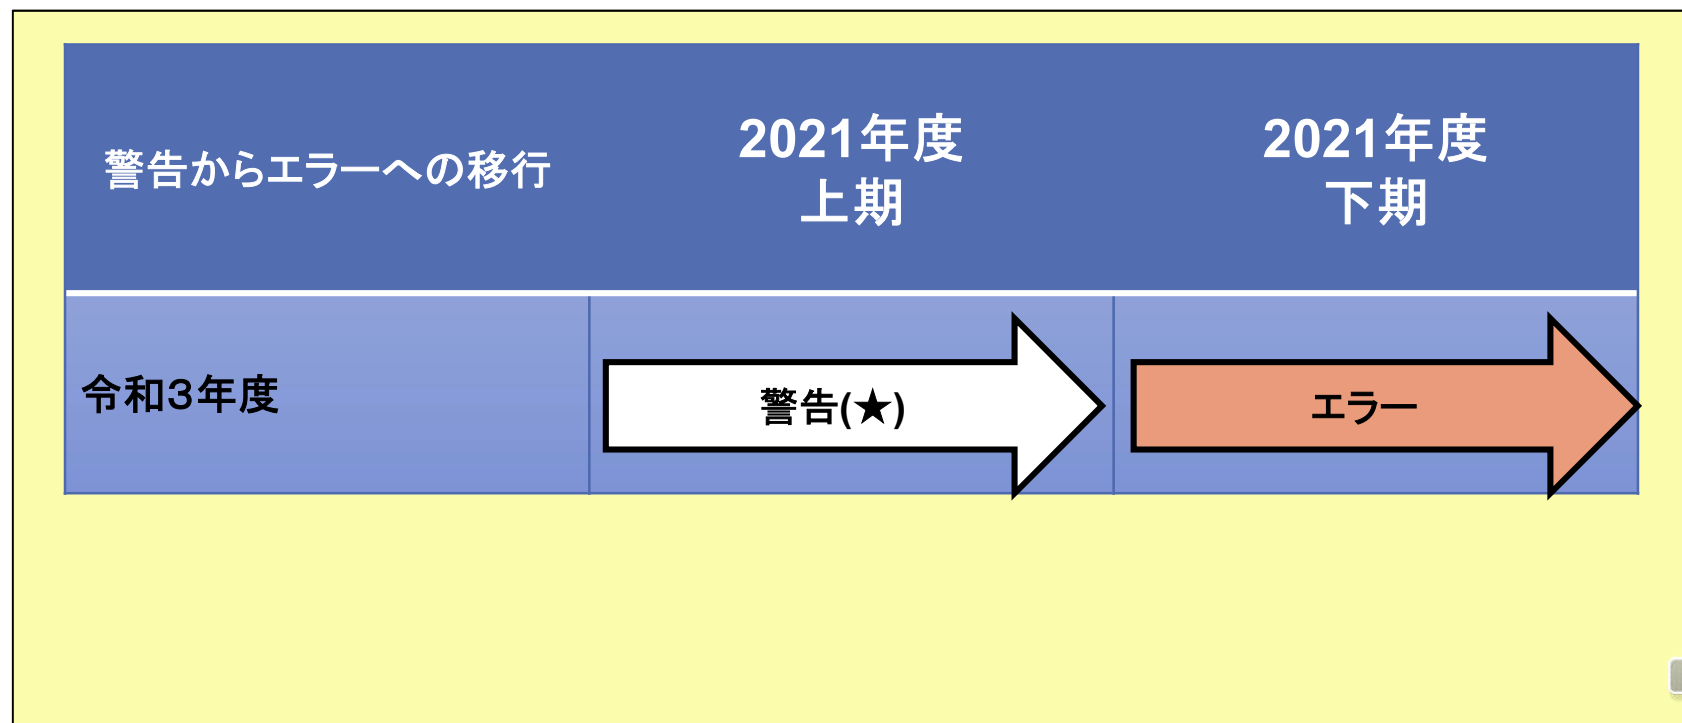 警告からエラーへの移行
2021年度
上期
2021年度
下期
令和３年度
警告(★)
エラー